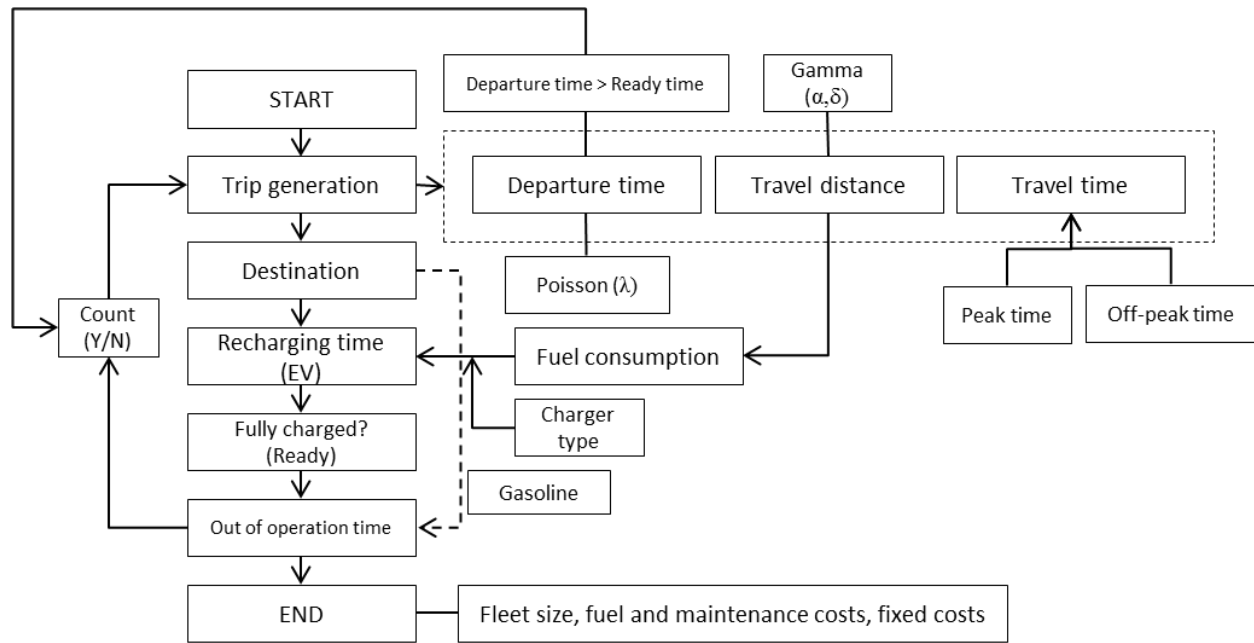 Departure time > Ready time
Gamma
(α,δ)
START
Trip generation
Departure time
Travel distance
Travel time
Destination
Poisson (λ)
Count
(Y/N)
Peak time
Off-peak time
Recharging time
(EV)
Fuel consumption
Fully charged?
(Ready)
Charger
type
Gasoline
Out of operation time
END
Fleet size, fuel and maintenance costs, fixed costs